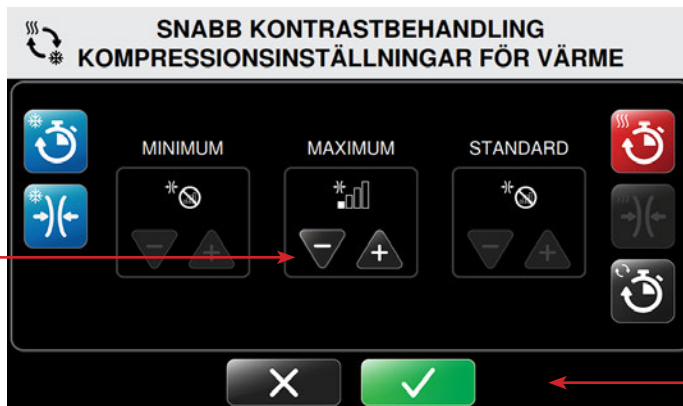 SNABB KONTRASTBEHANDLING
KOMPRESSIONSINSTÄLLNINGAR FÖR VÄRME
MINIMUM MAXIMUM STANDARD